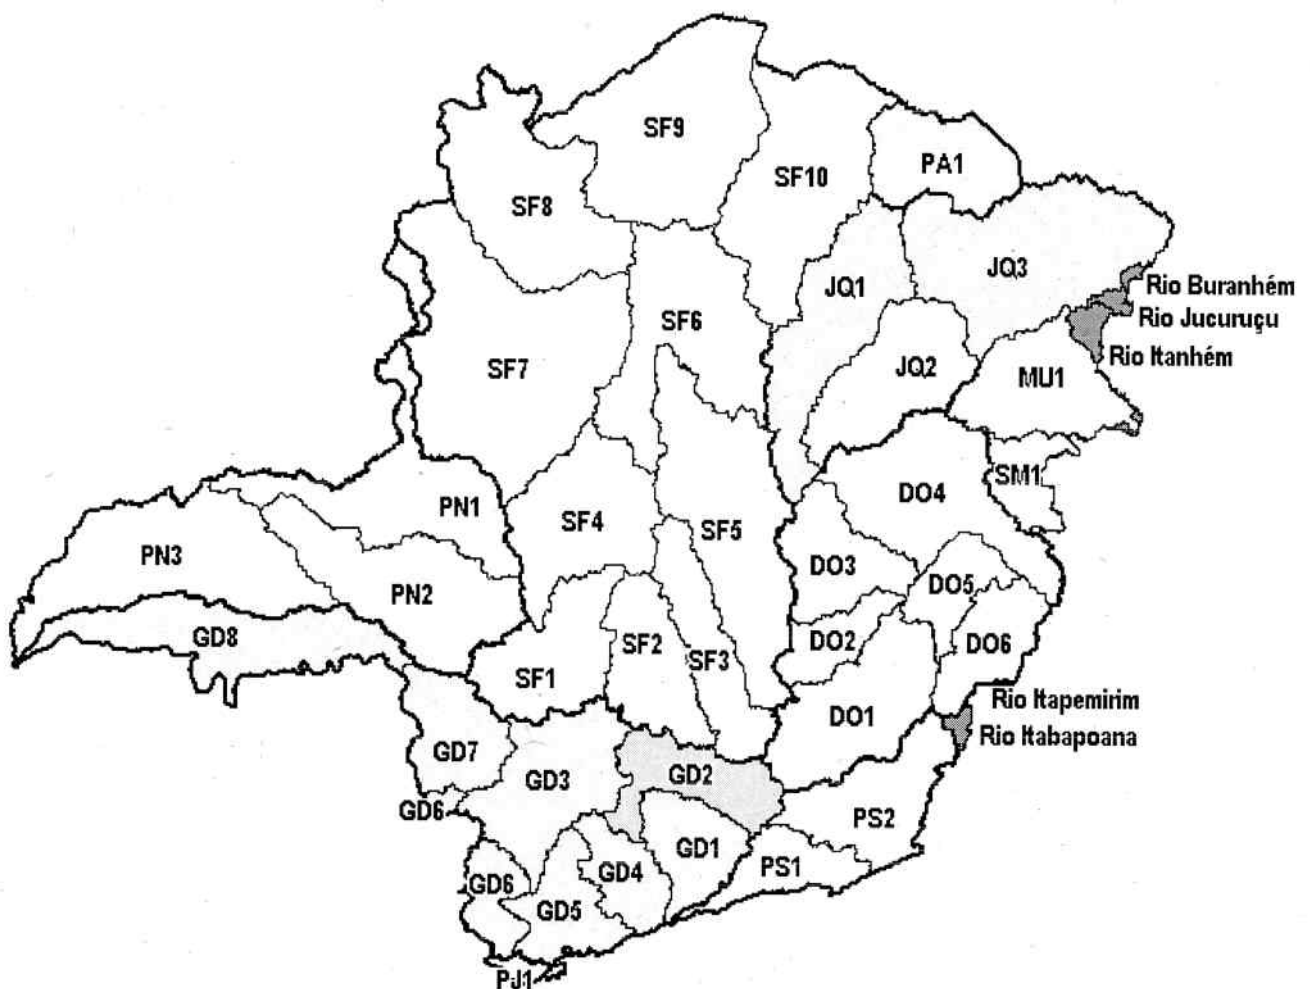 SF9
PA1
SF10
SF8
JQ3
JQ1
Rio Buranhém
Rio Jucuruçu
SF6
Rio Itanhém
SF7
JQ2
MU1
SM1
DO4
PN1
SF4
SF5
PN3
DO3
DO5
PN2
GD8
DO2
SF2
DO6
SF3
SF1
Rio Itapemirim
DO1
Rio Itabapoana
GD7
GD3
GD2
GD6
PS2
GD1
PS1
GD4
GD6
GD5
PJ1